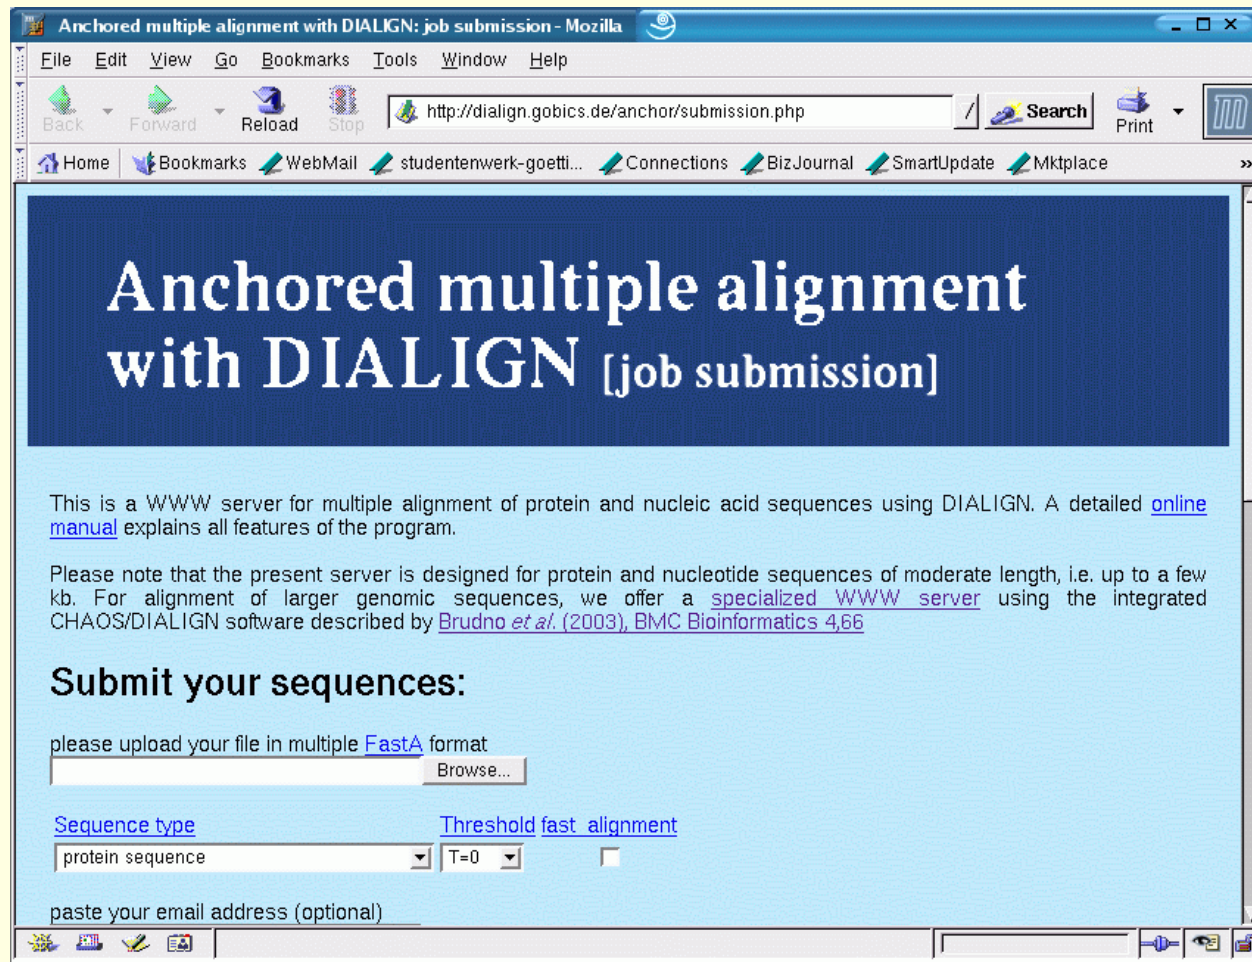 Anchored multiple alignment with DIALIGN: job submission - Mozilla
File Edit View Go Bookmarks Tools Window Help
Back Forward Reload Stop http://dialign.gobics.de/anchor/submission.php Search Print
Home Bookmarks WebMail studentenwerk-goetti... Connections BizJournal SmartUpdate Mktplace »
Anchored multiple alignment
with DIALIGN [job submission]
This is a WWW server for multiple alignment of protein and nucleic acid sequences using DIALIGN. A detailed online
manual explains all features of the program.
Please note that the present server is designed for protein and nucleotide sequences of moderate length, i.e. up to a few
kb. For alignment of larger genomic sequences, we offer a specialized WWW server using the integrated
CHAOS/DIALIGN software described by Brudno et al. (2003), BMC Bioinformatics 4,66
Submit your sequences:
please upload your file in multiple FastA format
Browse...
Sequence type Threshold fast alignment
protein sequence T=0
paste your email address (optional)